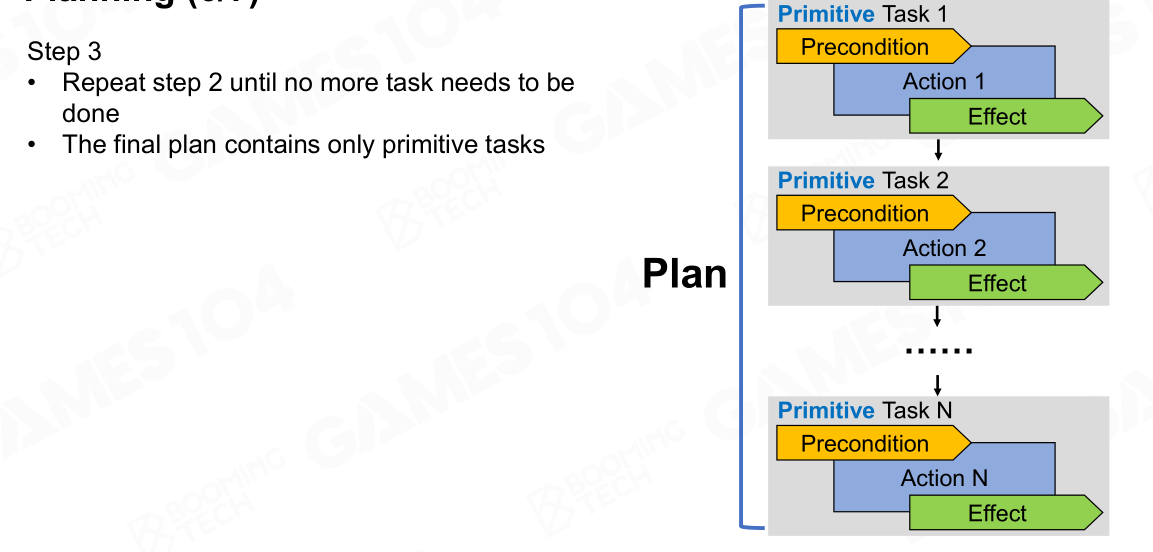 Planning
Step 3
• Repeat step 2 until no more task needs to be
done
• The final plan contains only primitive tasks
Plan
Primitive Task 1
Precondition
Action 1
Effect
Primitive Task 2
Precondition
Action 2
Effect
......
Primitive Task N
Precondition
Action N
Effect
GAMES104
BOOMING
TECH